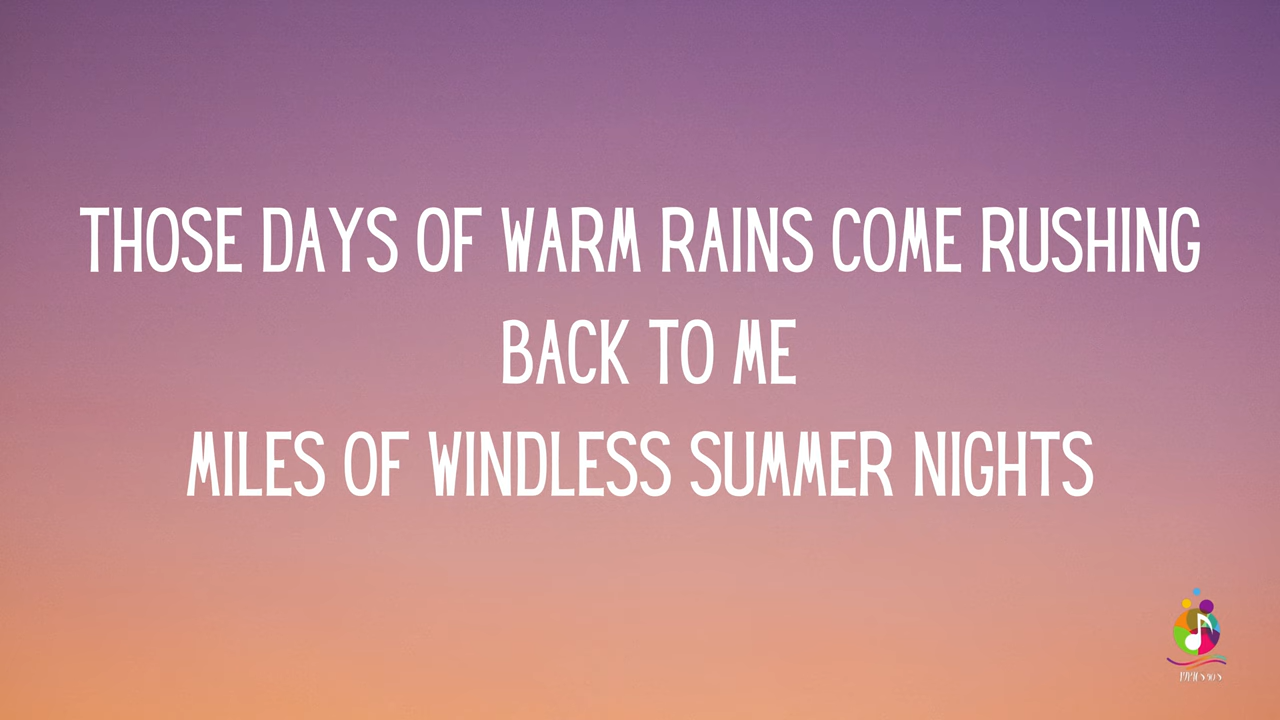 THOSE DAYS OF WARM RAINS COME RUSHING
BACK TO ME
MILES OF WINDLESS SUMMER NIGHTS